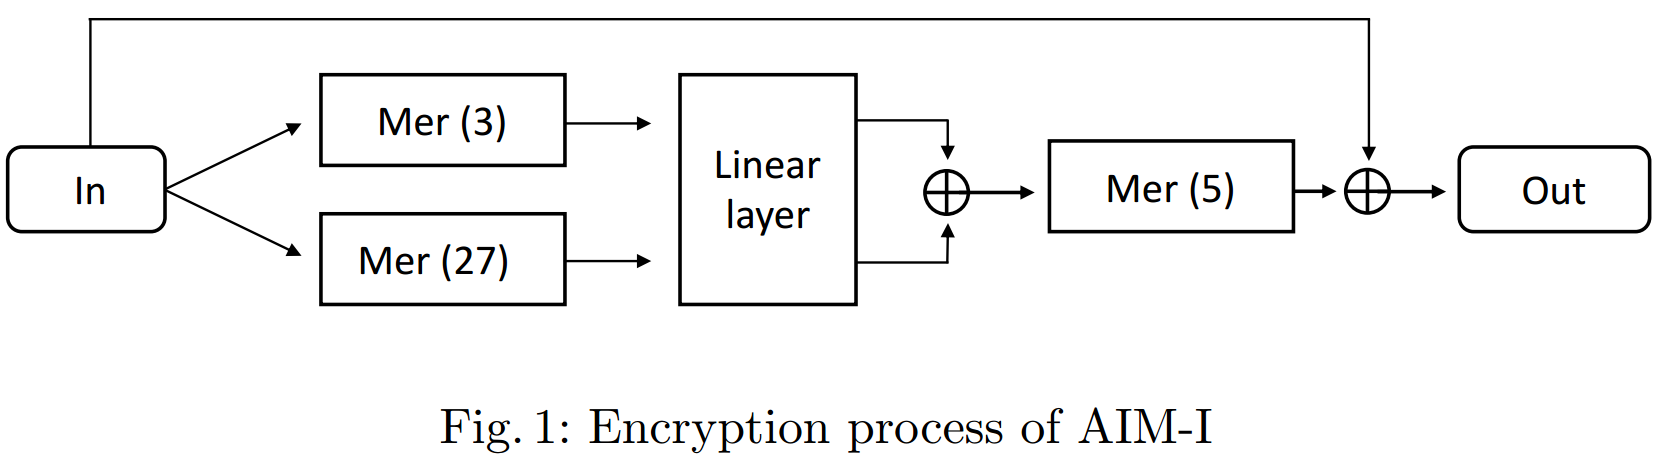 In
Mer (3)
Mer (27)
Linear
layer
Mer (5)
Out
Fig. 1: Encryption process of AIM-I